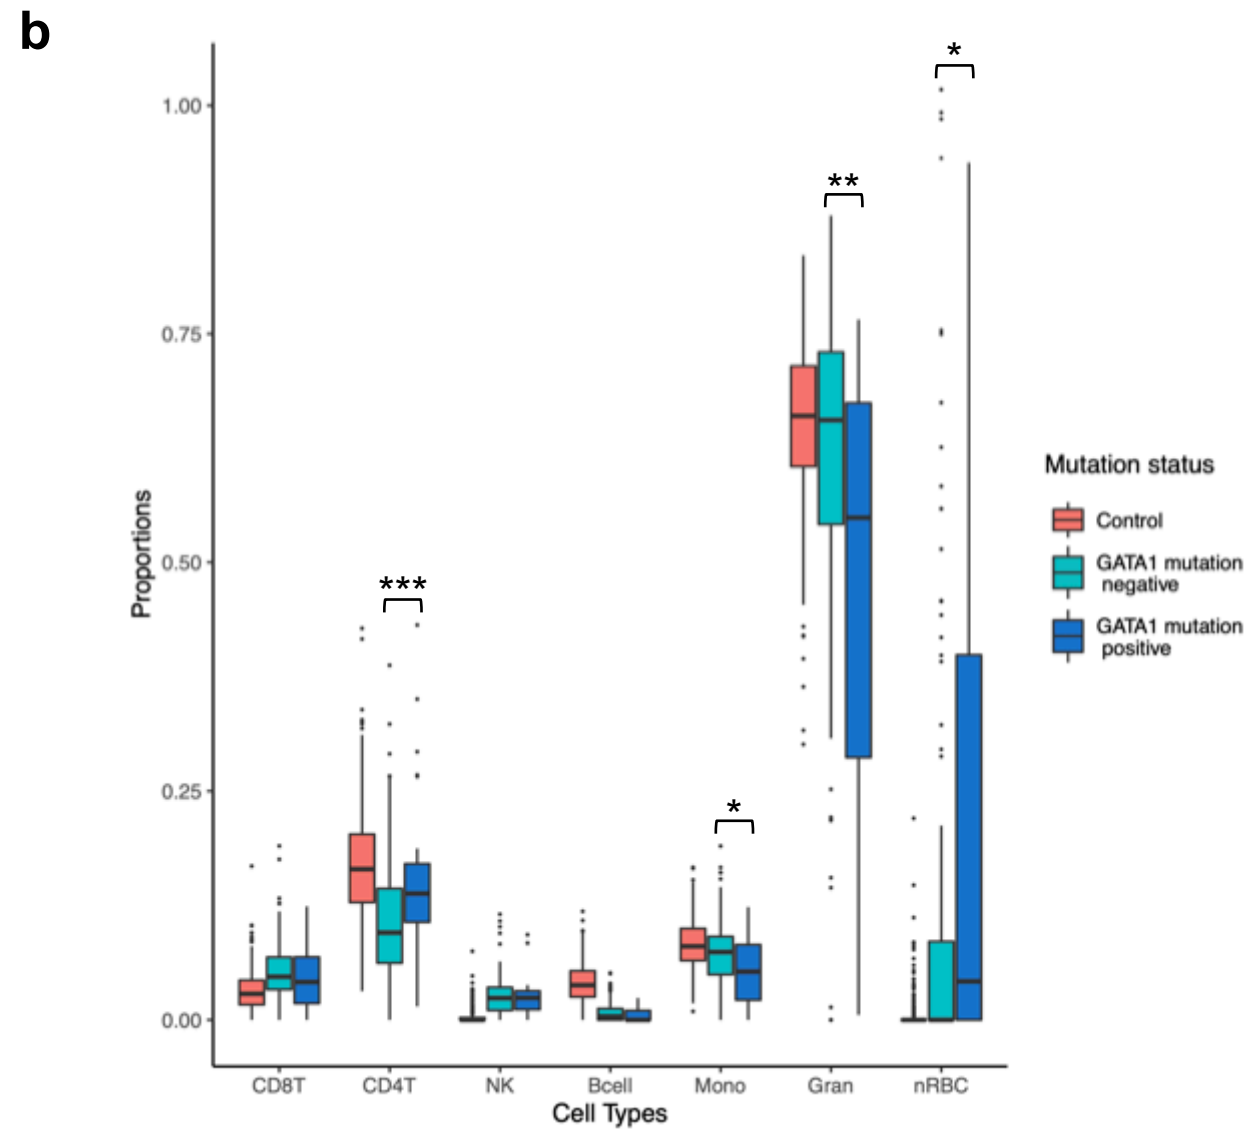 b
*
1.00
**
0.75
Mutation status
Control
0.50
GATA1 mutation
negative
***
GATA1 mutation
positive
Proportions
0.25
*
0.00
CD8T CD4T NK Bcell Mono Gran nRBC
Cell Types